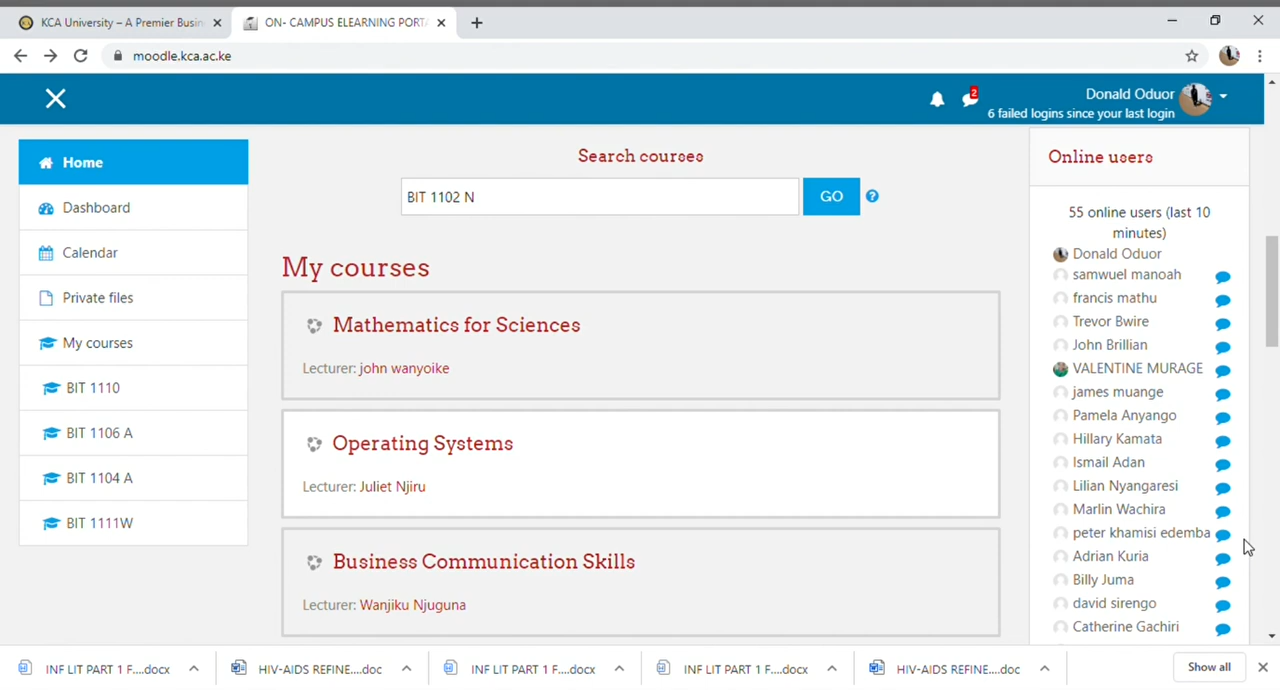 KCA University – A Premier Busin
ON- CAMPUS ELEARNING PORTA
moodle.kca.ac.ke
Donald Oduor
2
6 failed logins since your last login
Home
Dashboard
Calendar
Private files
My courses
BIT 1110
BIT 1106 A
BIT 1104 A
BIT 1111W
Search courses
BIT 1102 N
GO
?
My courses
Mathematics for Sciences
Lecturer: john wanyoike
Operating Systems
Lecturer: Juliet Njiru
Business Communication Skills
Lecturer: Wanjiku Njuguna
Online users
55 online users (last 10
minutes)
Donald Oduor
samwuel manoah
francis mathu
Trevor Bwire
John Brillian
VALENTINE MURAGE
james muange
Pamela Anyango
Hillary Kamata
Ismail Adan
Lilian Nyangaresi
Marlin Wachira
peter khamisi edemba
Adrian Kuria
Billy Juma
david sirengo
Catherine Gachiri
INF LIT PART 1 F....docx
HIV-AIDS REFINE....doc
INF LIT PART 1 F....docx
INF LIT PART 1 F....docx
HIV-AIDS REFINE....doc
Show all